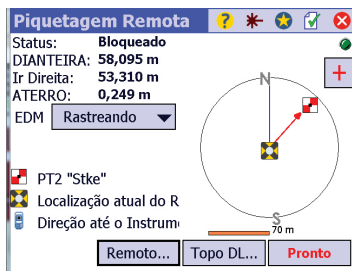 Piquetagem Remota
Status: Bloqueado
DIANTEIRA: 58,095 m
Ir Direita: 53,310 m
ATERRO: 0,249 m
EDM Rastreando
N
PT2 "Stke"
Localização atual do R
Direção até o Instrum
S
70 m
Remoto... Topo DL... Pronto